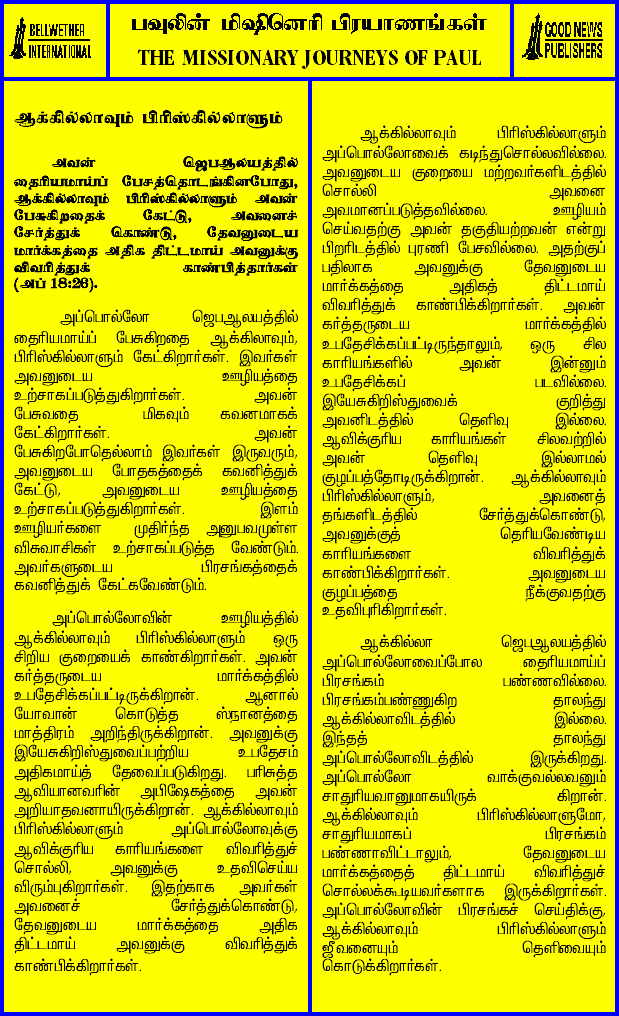 BELLWETHER
INTERNATIONAL
பவுலின் மிஷினெரி பிரயாணங்கள்
THE MISSIONARY JOURNEYS OF PAUL
GOOD NEWS
PUBLISHERS
ஆக்கில்லாவும் பிரிஸ்கில்லாளும்
அவன் ஜெபஆலயத்தில்
தைரியமாய்ப் பேசத்தொடங்கினபோது,
ஆக்கில்லாவும் பிரிஸ்கில்லாளும் அவன்
பேசுகிறதைக் கேட்டு, அவனைச்
சேர்த்துக் கொண்டு, தேவனுடைய
மார்க்கத்தை அதிக திட்டமாய் அவனுக்கு
விவரித்துக் காண்பித்தார்கள்
(அப் 18:26).
அப்பொல்லோ ஜெபஆலயத்தில்
தைரியமாய்ப் பேசுகிறதை ஆக்கில்லாவும்,
பிரிஸ்கில்லாளும் கேட்கிறார்கள். இவர்கள்
அவனுடைய ஊழியத்தை
உற்சாகப்படுத்துகிறார்கள். அவன்
பேசுவதை மிகவும் கவனமாகக்
கேட்கிறார்கள். அவன்
பேசுகிறபோதெல்லாம் இவர்கள் இருவரும்,
அவனுடைய போதகத்தைக் கவனித்துக்
கேட்டு, அவனுடைய ஊழியத்தை
உற்சாகப்படுத்துகிறார்கள். இளம்
ஊழியர்களை முதிர்ந்த அனுபவமுள்ள
விசுவாசிகள் உற்சாகப்படுத்த வேண்டும்.
அவர்களுடைய பிரசங்கத்தைக்
கவனித்துக் கேட்கவேண்டும்.
அப்பொல்லோவின் ஊழியத்தில்
ஆக்கில்லாவும் பிரிஸ்கில்லாளும் ஒரு
சிறிய குறையைக் காண்கிறார்கள். அவன்
கர்த்தருடைய மார்க்கத்தில்
உபதேசிக்கப்பட்டிருக்கிறான். ஆனால்
யோவான் கொடுத்த ஸ்நானத்தை
மாத்திரம் அறிந்திருக்கிறான். அவனுக்கு
இயேசுகிறிஸ்துவைப்பற்றிய உபதேசம்
அதிகமாய்த் தேவைப்படுகிறது. பரிசுத்த
ஆவியானவரின் அபிஷேகத்தை அவன்
அறியாதவனாயிருக்கிறான். ஆக்கில்லாவும்
பிரிஸ்கில்லாளும் அப்பொல்லோவுக்கு
ஆவிக்குரிய காரியங்களை விவரித்துச்
சொல்லி, அவனுக்கு உதவிசெய்ய
விரும்புகிறார்கள். இதற்காக அவர்கள்
அவனைச் சேர்த்துக்கொண்டு,
தேவனுடைய மார்க்கத்தை அதிக
திட்டமாய் அவனுக்கு விவரித்துக்
காண்பிக்கிறார்கள்.
ஆக்கில்லாவும் பிரிஸ்கில்லாளும்
அப்பொல்லோவைக் கடிந்துசொல்லவில்லை.
அவனுடைய குறையை மற்றவர்களிடத்தில்
சொல்லி அவனை
அவமானப்படுத்தவில்லை. ஊழியம்
செய்வதற்கு அவன் தகுதியற்றவன் என்று
பிறரிடத்தில் புரணி பேசவில்லை. அதற்குப்
பதிலாக அவனுக்கு தேவனுடைய
மார்க்கத்தை அதிகத் திட்டமாய்
விவரித்துக் காண்பிக்கிறார்கள். அவன்
கர்த்தருடைய மார்க்கத்தில்
உபதேசிக்கப்பட்டிருந்தாலும், ஒரு சில
காரியங்களில் அவன் இன்னும்
உபதேசிக்கப் படவில்லை.
இயேசுகிறிஸ்துவைக் குறித்து
அவனிடத்தில் தெளிவு இல்லை.
ஆவிக்குரிய காரியங்கள் சிலவற்றில்
அவன் தெளிவு இல்லாமல்
குழப்பத்தோடிருக்கிறான். ஆக்கில்லாவும்
பிரிஸ்கில்லாளும், அவனைத்
தங்களிடத்தில் சேர்த்துக்கொண்டு,
அவனுக்குத் தெரியவேண்டிய
காரியங்களை விவரித்துக்
காண்பிக்கிறார்கள். அவனுடைய
குழப்பத்தை நீக்குவதற்கு
உதவிபுரிகிறார்கள்.
ஆக்கில்லா ஜெபஆலயத்தில்
அப்பொல்லோவைப்போல தைரியமாய்ப்
பிரசங்கம் பண்ணவில்லை.
பிரசங்கம்பண்ணுகிற தாலந்து
ஆக்கில்லாவிடத்தில் இல்லை.
இந்தத் தாலந்து
அப்பொல்லோவிடத்தில் இருக்கிறது.
அப்பொல்லோ வாக்குவல்லவனும்
சாதுரியவானுமாகயிருக் கிறான்.
ஆக்கில்லாவும் பிரிஸ்கில்லாளுமோ,
சாதுரியமாகப் பிரசங்கம்
பண்ணாவிட்டாலும், தேவனுடைய
மார்க்கத்தைத் திட்டமாய் விவரித்துச்
சொல்லக்கூடியவர்களாக இருக்கிறார்கள்.
அப்பொல்லோவின் பிரசங்கச் செய்திக்கு,
ஆக்கில்லாவும் பிரிஸ்கில்லாளும்
ஜீவனையும் தெளிவையும்
கொடுக்கிறார்கள்.